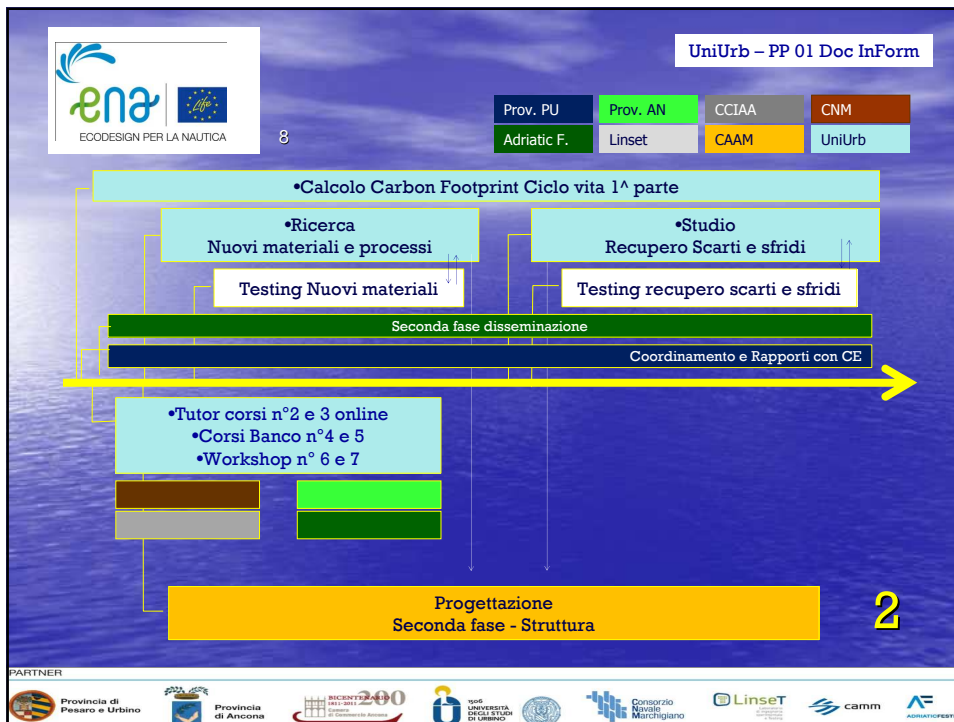 UniUrb – PP 01 Doc InForm
ena
Life
ECODESIGN PER LA NAUTICA
8
Prov. PU
Prov. AN
CCIAA
CNM
Adriatic F.
Linset
CAAM
UniUrb
•Calcolo Carbon Footprint Ciclo vita 1^ parte
•Ricerca
Nuovi materiali e processi
•Studio
Recupero Scarti e sfridi
Testing Nuovi materiali
Testing recupero scarti e sfridi
Seconda fase disseminazione
Coordinamento e Rapporti con CE
•Tutor corsi n°2 e 3 online
•Corsi Banco n°4 e 5
•Workshop n° 6 e 7
Progettazione
Seconda fase - Struttura
2
PARTNER
Provincia di
Pesaro e Urbino
Provincia
di Ancona
BICENTENARIO
1811-2011
200
Camera
di Commercio Ancona
1506
UNIVERSITÀ
DEGLI STUDI
DI URBINO
Consorzio
Navale
Marchigiano
LinseT
camm
ADRIATICFEST